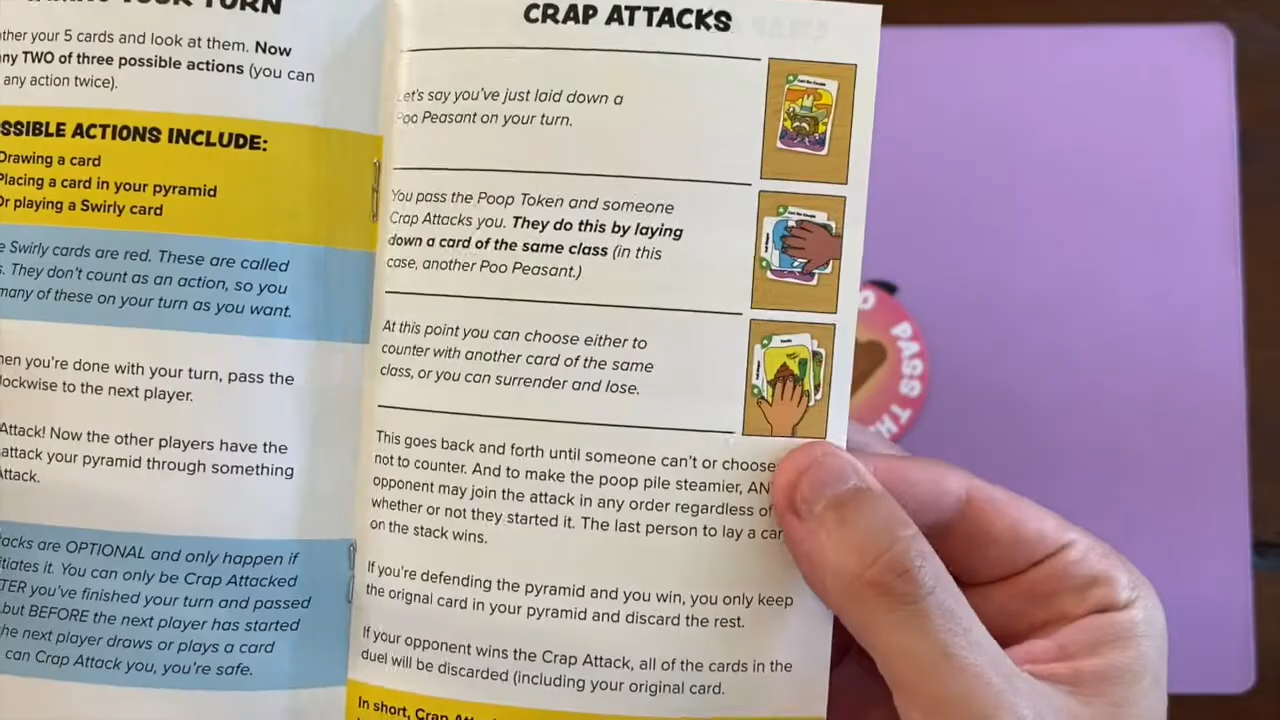 YOUR TURN
ther your 5 cards and look at them. Now
ny TWO of three possible actions (you can
any action twice).
SSIBLE ACTIONS INCLUDE:
Drawing a card
Placing a card in your pyramid
Or playing a Swirly card
e Swirly cards are red. These are called
s. They don't count as an action, so you
many of these on your turn as you want.
hen you're done with your turn, pass the
lockwise to the next player.
Attack! Now the other players have the
attack your pyramid through something
Attack.
tacks are OPTIONAL and only happen if
itiates it. You can only be Crap Attacked
TER you've finished your turn and passed
but BEFORE the next player has started
he next player draws or plays a card
can Crap Attack you, you're safe.
CRAP ATTACKS
Let's say you've just laid down a
Poo Peasant on your turn.
You pass the Poop Token and someone
Crap Attacks you. They do this by laying
down a card of the same class (in this
case, another Poo Peasant.)
At this point you can choose either to
counter with another card of the same
class, or you can surrender and lose.
This goes back and forth until someone can't or choose
not to counter. And to make the poop pile steamier, AN
opponent may join the attack in any order regardless of
whether or not they started it. The last person to lay a car
on the stack wins.
If you're defending the pyramid and you win, you only keep
the orignal card in your pyramid and discard the rest.
If your opponent wins the Crap Attack, all of the cards in the
duel will be discarded (including your original card.
In short, Crap
PASS TH